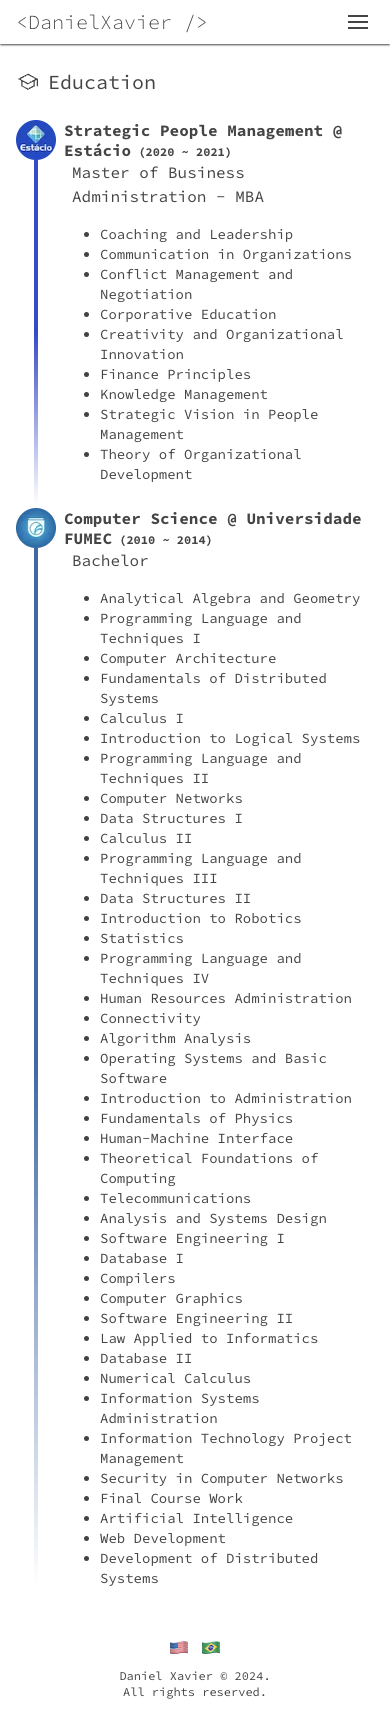 <DanielXavier />
Education
Estácio
Strategic People Management @
Estácio (2020 ~ 2021)
Master of Business
Administration - MBA
• Coaching and Leadership
• Communication in Organizations
• Conflict Management and
Negotiation
• Corporative Education
• Creativity and Organizational
Innovation
• Finance Principles
• Knowledge Management
• Strategic Vision in People
Management
• Theory of Organizational
Development
Computer Science @ Universidade
FUMEC (2010 ~ 2014)
Bachelor
• Analytical Algebra and Geometry
• Programming Language and
Techniques I
• Computer Architecture
• Fundamentals of Distributed
Systems
• Calculus I
• Introduction to Logical Systems
• Programming Language and
Techniques II
• Computer Networks
• Data Structures I
• Calculus II
• Programming Language and
Techniques III
• Data Structures II
• Introduction to Robotics
• Statistics
• Programming Language and
Techniques IV
• Human Resources Administration
• Connectivity
• Algorithm Analysis
• Operating Systems and Basic
Software
• Introduction to Administration
• Fundamentals of Physics
• Human-Machine Interface
• Theoretical Foundations of
Computing
• Telecommunications
• Analysis and Systems Design
• Software Engineering I
• Database I
• Compilers
• Computer Graphics
• Software Engineering II
• Law Applied to Informatics
• Database II
• Numerical Calculus
• Information Systems
Administration
• Information Technology Project
Management
• Security in Computer Networks
• Final Course Work
• Artificial Intelligence
• Web Development
• Development of Distributed
Systems
Daniel Xavier © 2024.
All rights reserved.